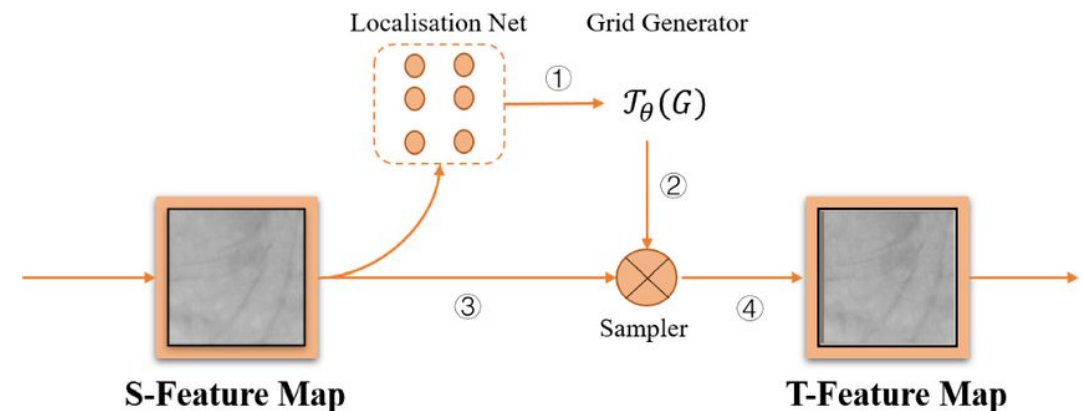 Localisation Net
Grid Generator
①
𝒯θ(G)
②
③
④
Sampler
S-Feature Map
T-Feature Map